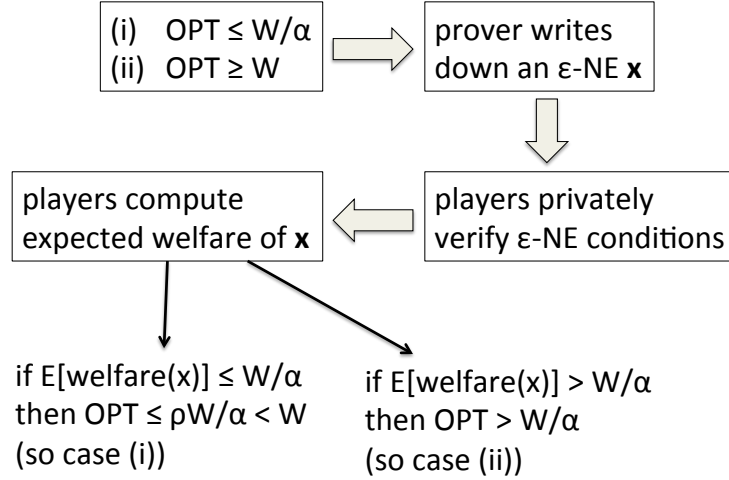 (i) OPT ≤ W/α
(ii) OPT ≥ W
prover writes
down an ε-NE x
players privately
verify ε-NE conditions
players compute
expected welfare of x
if E[welfare(x)] ≤ W/α
then OPT ≤ ρW/α < W
(so case (i))
if E[welfare(x)] > W/α
then OPT > W/α
(so case (ii))